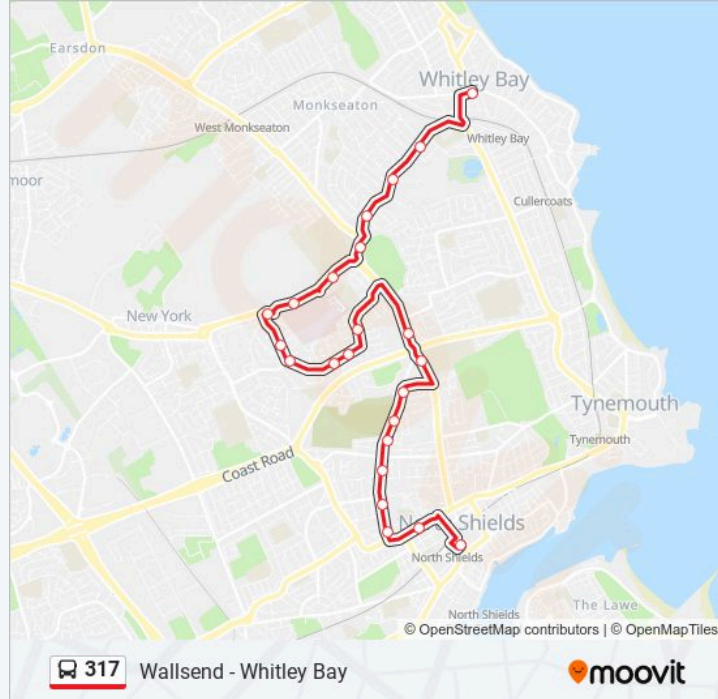 Earsdon
Whitley Bay
Monkseaton
West Monkseaton
Whitley Bay
moor
Cullercoats
New York
Tynemouth
Tynemouth
Coast Road
North Shields
North Shields
The Lawe
North Shields
© OpenStreetMap contributors | © OpenMapTiles
317 Wallsend - Whitley Bay
moovit